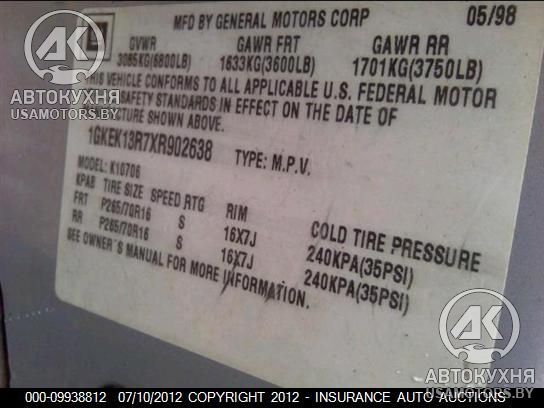 MFD BY GENERAL MOTORS CORP 05/98
GM
GVWR GAWR FRT GAWR RR
3085KG(6800LB) 1633KG(3600LB) 1701KG(3750LB)
THIS VEHICLE CONFORMS TO ALL APPLICABLE U.S. FEDERAL MOTOR
SAFETY STANDARDS IN EFFECT ON THE DATE OF
SHOWN ABOVE.
1GKEK13R7XR902638 TYPE: M.P.V.
MODEL: K10706
KPAB TIRE SIZE SPEED RTG RIM COLD TIRE PRESSURE
FRT P265/70R16 S 16X7J 240KPA(35PSI)
RR P265/70R16 S 16X7J 240KPA(35PSI)
SEE OWNER'S MANUAL FOR MORE INFORMATION.
АК
АВТОКУХНЯ
USAMOTORS.BY
АК
АВТОКУХНЯ
USAMOTORS.BY
000-09938812 07/10/2012 COPYRIGHT 2012 - INSURANCE AUTO AUCTIONS